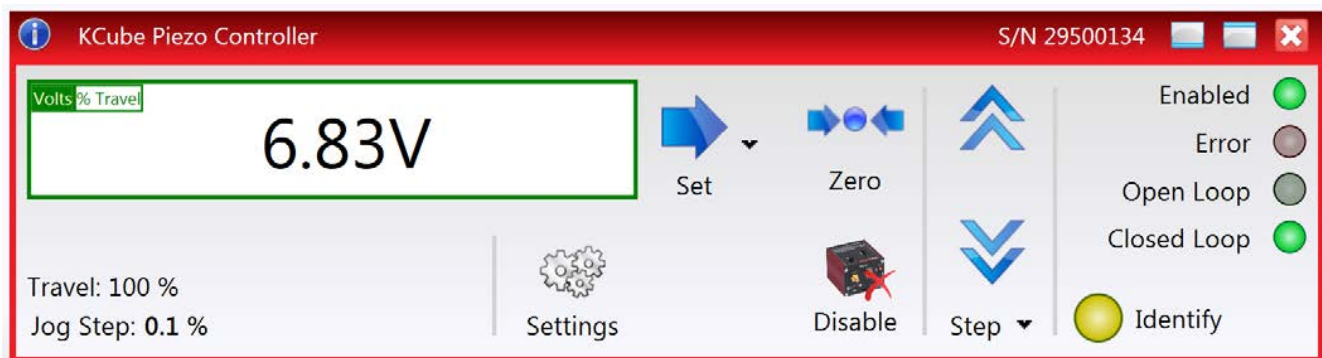 KCube Piezo Controller
S/N 29500134
Volts % Travel
6.83V
Set
Zero
Enabled
Error
Open Loop
Closed Loop
Travel: 100 %
Jog Step: 0.1 %
Settings
Disable
Step
Identify